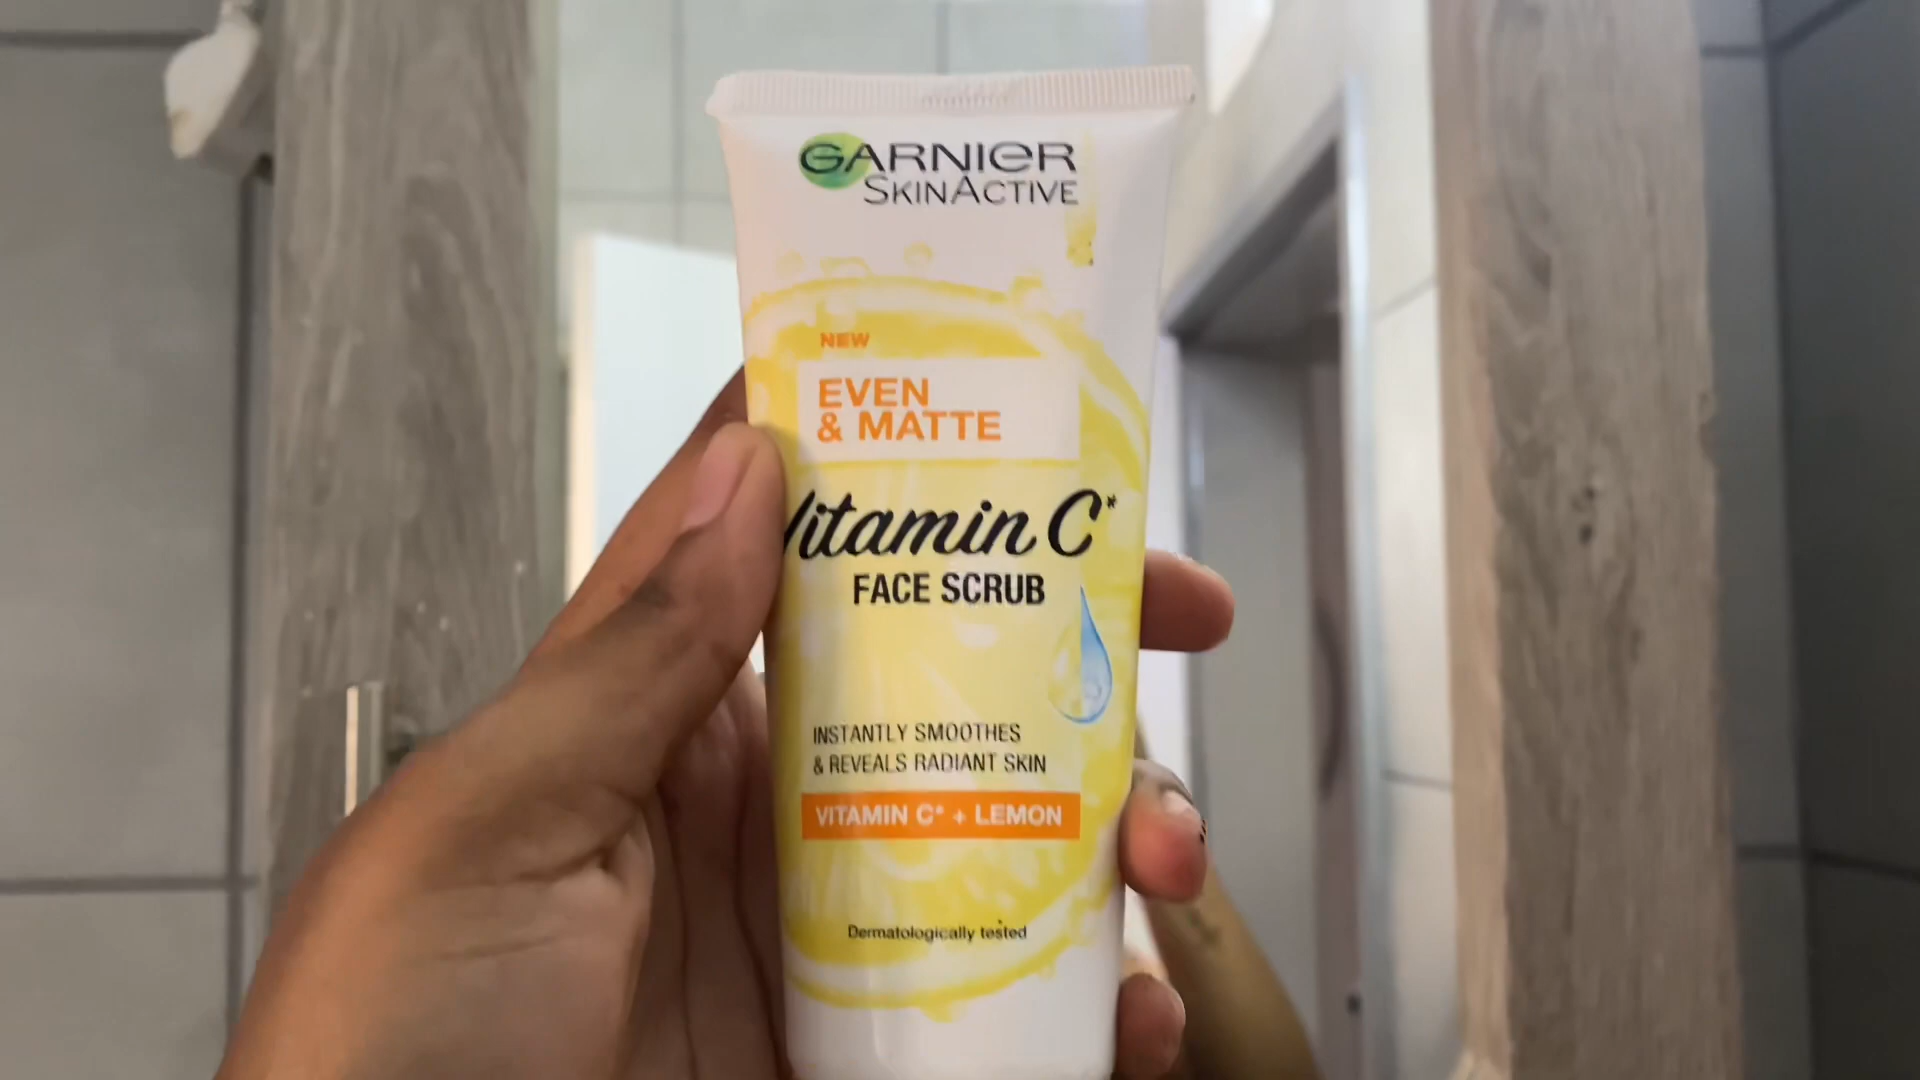 GARNIER
SKINACTIVE
NEW
EVEN
& MATTE
Vitamin C*
FACE SCRUB
INSTANTLY SMOOTHES
& REVEALS RADIANT SKIN
VITAMIN C* + LEMON
Dermatologically tested